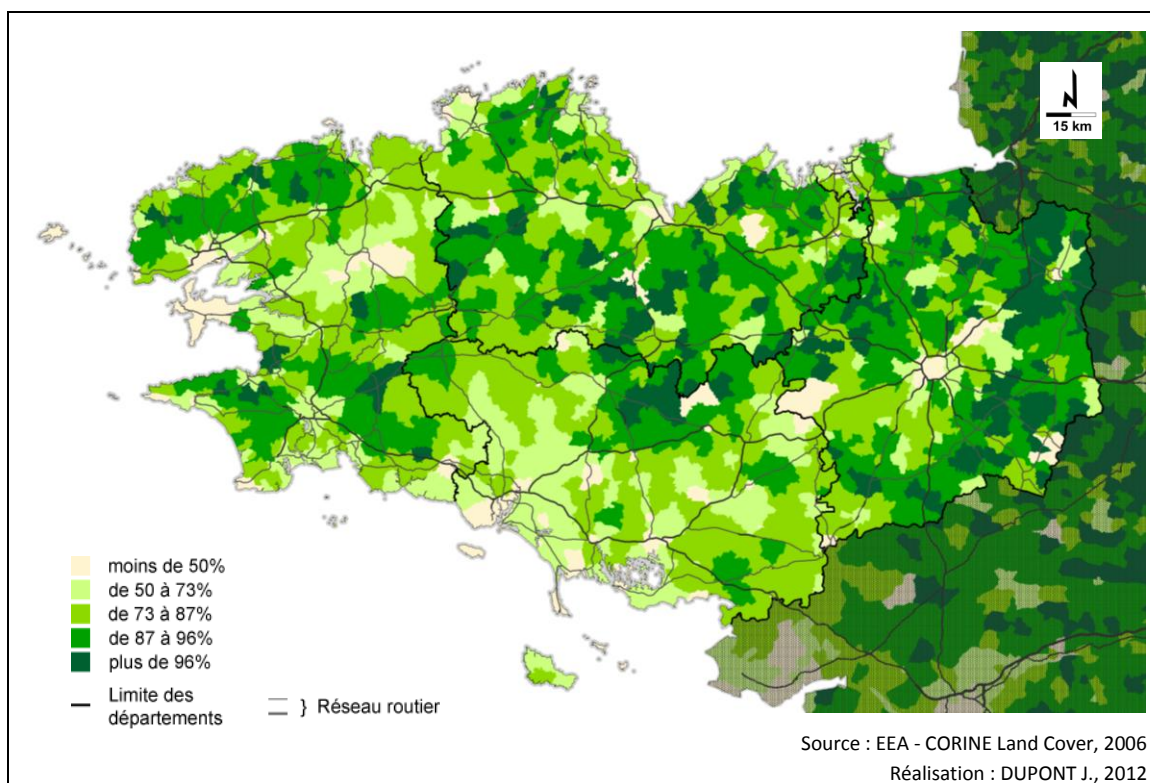 N
15 km
moins de 50%
de 50 à 73%
de 73 à 87%
de 87 à 96%
plus de 96%
Limite des
départements
} Réseau routier
Source : EEA - CORINE Land Cover, 2006
Réalisation : DUPONT J., 2012